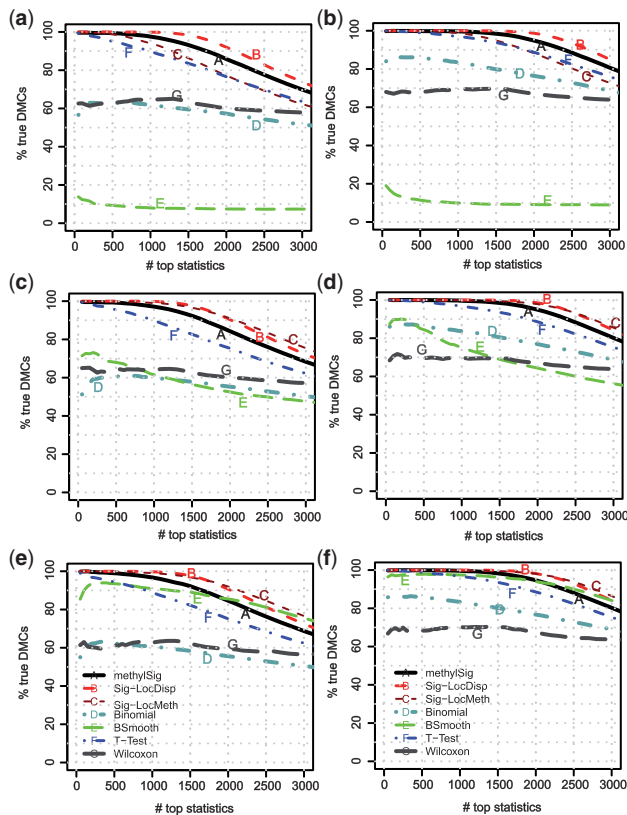 (a)
(b)
100
80
60
40
20
0
% true DMCs
A
B
C
D
E
F
G
0 500 1000 1500 2000 2500 3000
# top statistics
100
80
60
40
20
0
% true DMCs
A
B
C
D
E
F
G
0 500 1000 1500 2000 2500 3000
# top statistics
(c)
(d)
100
80
60
40
20
0
% true DMCs
A
B
C
D
E
F
G
0 500 1000 1500 2000 2500 3000
# top statistics
100
80
60
40
20
0
% true DMCs
A
B
C
D
E
F
G
0 500 1000 1500 2000 2500 3000
# top statistics
(e)
(f)
100
80
60
40
20
0
% true DMCs
A
B
C
D
E
F
G
A methylSig
B Sig-LocDisp
C Sig-LocMeth
D Binomial
E BSmooth
F T-Test
G Wilcoxon
0 500 1000 1500 2000 2500 3000
# top statistics
100
80
60
40
20
0
% true DMCs
A
B
C
D
E
F
G
A methylSig
B Sig-LocDisp
C Sig-LocMeth
D Binomial
E BSmooth
F T-Test
G Wilcoxon
0 500 1000 1500 2000 2500 3000
# top statistics